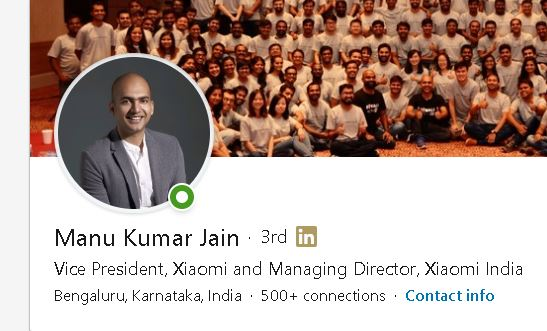 Manu Kumar Jain · 3rd in
Vice President, Xiaomi and Managing Director, Xiaomi India
Bengaluru, Karnataka, India · 500+ connections · Contact info